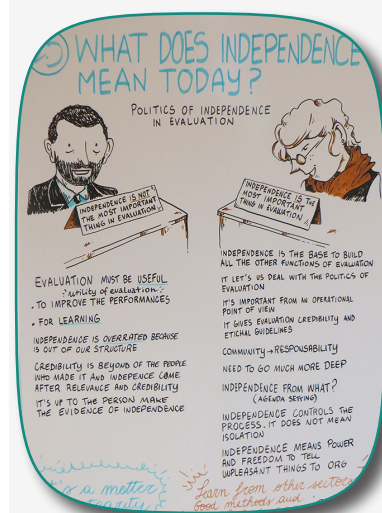 WHAT DOES INDEPENDENCE
MEAN TODAY?
POLITICS OF INDEPENDENCE
IN EVALUATION
INDEPENDENCE IS NOT
THE MOST IMPORTANT
THING IN EVALUATION
EVALUATION MUST BE USEFUL
utility of evaluation
• TO IMPROVE THE PERFORMANCES
• FOR LEARNING
INDEPENDENCE IS OVERRATED BECAUSE
IS OUT OF OUR STRUCTURE
CREDIBILITY IS BEYOND OF THE PEOPLE
WHO MADE IT AND INDEPENCE COME
AFTER RELEVANCE AND CREDIBILITY
IT'S UP TO THE PERSON MAKE
THE EVIDENCE OF INDEPENDENCE
It's a matter
INDEPENDENCE IS THE
MOST IMPORTANT
THING IN EVALUATION
INDEPENDENCE IS THE BASE TO BUILD
ALL THE OTHER FUNCTIONS OF EVALUATION
IT LET'S US DEAL WITH THE POLITICS OF
EVALUATION
IT'S IMPORTANT FROM AN OPERATIONAL
POINT OF VIEW
IT GIVES EVALUATION CREDIBILITY AND
ETICHAL GUIDELINES
COMMUNITY → RESPONSABILITY
NEED TO GO MUCH MORE DEEP
INDEPENDENCE FROM WHAT?
(AGENDA SETTING)
INDEPENDENCE CONTROLS THE
PROCESS. IT DOES NOT MEAN
ISOLATION
INDEPENDENCE MEANS POWER
AND FREEDOM TO TELL
UNPLEASANT THINGS TO ORG
Learn from other sectors
Good methods and